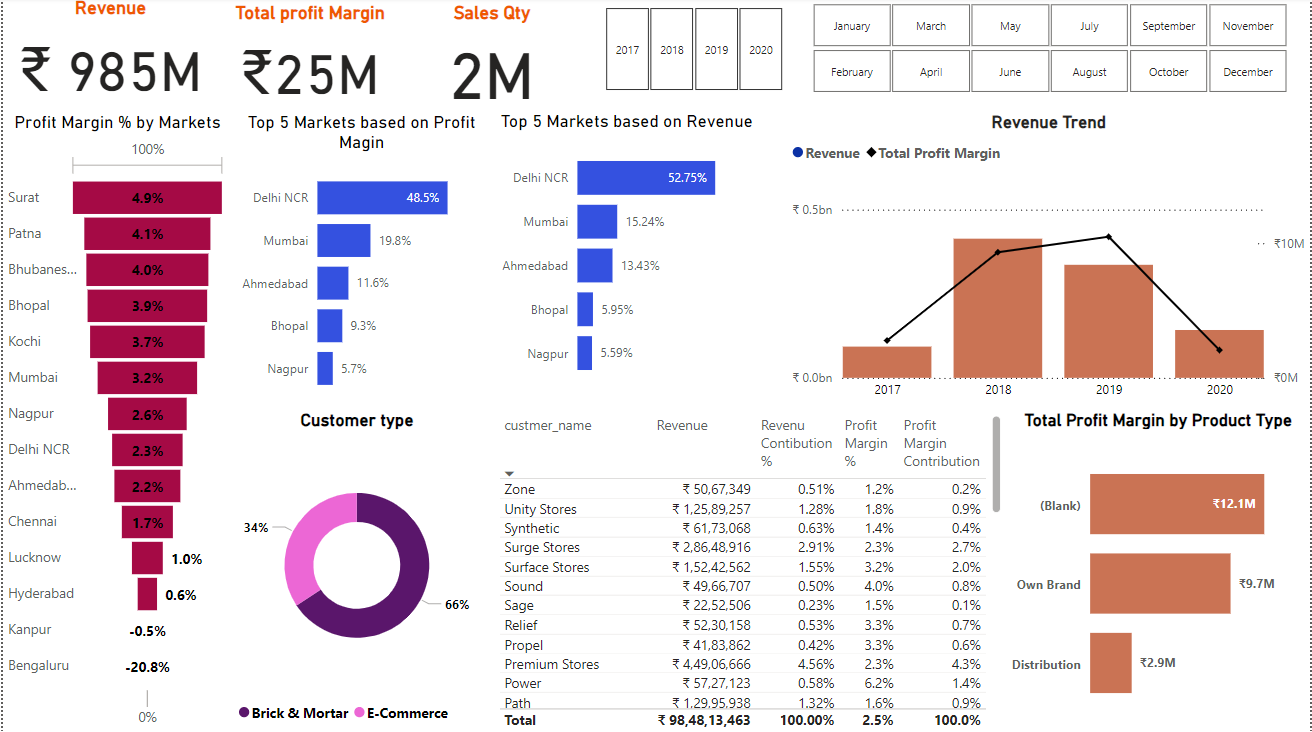 Revenue
₹ 985M
Total profit Margin
₹25M
Sales Qty
2M
2017 2018 2019 2020
January March May July September November
February April June August October December
Profit Margin % by Markets
100%
Surat 4.9%
Patna 4.1%
Bhubanes... 4.0%
Bhopal 3.9%
Kochi 3.7%
Mumbai 3.2%
Nagpur 2.6%
Delhi NCR 2.3%
Ahmedab... 2.2%
Chennai 1.7%
Lucknow 1.0%
Hyderabad 0.6%
Kanpur -0.5%
Bengaluru -20.8%
0%
Top 5 Markets based on Profit
Magin
Delhi NCR 48.5%
Mumbai 19.8%
Ahmedabad 11.6%
Bhopal 9.3%
Nagpur 5.7%
Top 5 Markets based on Revenue
Delhi NCR 52.75%
Mumbai 15.24%
Ahmedabad 13.43%
Bhopal 5.95%
Nagpur 5.59%
Revenue Trend
Revenue Total Profit Margin
₹ 0.5bn
₹10M
₹ 0.0bn ₹0M
2017 2018 2019 2020
Customer type
34%
66%
Brick & Mortar E-Commerce
custmer_name Revenue Revenu Profit Profit
Contibution Margin Margin
% % Contribution
Zone ₹ 50,67,349 0.51% 1.2% 0.2%
Unity Stores ₹ 1,25,89,257 1.28% 1.8% 0.9%
Synthetic ₹ 61,73,068 0.63% 1.4% 0.4%
Surge Stores ₹ 2,86,48,916 2.91% 2.3% 2.7%
Surface Stores ₹ 1,52,42,562 1.55% 3.2% 2.0%
Sound ₹ 49,66,707 0.50% 4.0% 0.8%
Sage ₹ 22,52,506 0.23% 1.5% 0.1%
Relief ₹ 52,30,158 0.53% 3.3% 0.7%
Propel ₹ 41,83,862 0.42% 3.3% 0.6%
Premium Stores ₹ 4,49,06,666 4.56% 2.3% 4.3%
Power ₹ 57,27,123 0.58% 6.2% 1.4%
Path ₹ 1,29,95,938 1.32% 1.6% 0.9%
Total ₹ 98,48,13,463 100.00% 2.5% 100.0%
Total Profit Margin by Product Type
(Blank) ₹12.1M
Own Brand ₹9.7M
Distribution ₹2.9M